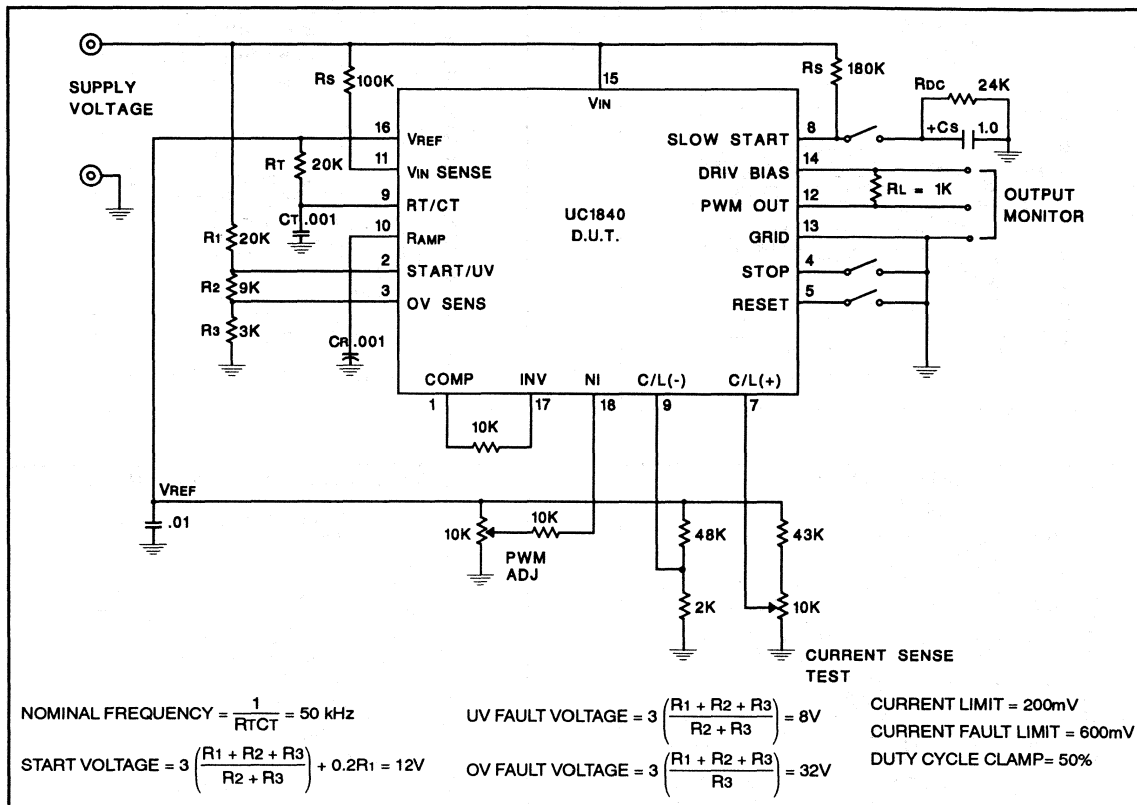 SUPPLY
VOLTAGE
RS 100K
15
VIN
RS 180K
RDC 24K
16 VREF
SLOW START 8
+CS 1.0
RT 20K
11 VIN SENSE
DRIV BIAS 14
RL = 1K
OUTPUT
MONITOR
9 RT/CT
PWM OUT 12
CT .001
UC1840
D.U.T.
10 RAMP
GRID 13
R1 20K
2 START/UV
STOP 4
R2 9K
3 OV SENS
RESET 5
R3 3K
CR .001
COMP INV NI C/L(-) C/L(+)
1 17 18 9 7
10K
VREF
.01
10K
10K
PWM
ADJ
48K
43K
2K
10K
CURRENT SENSE
TEST
NOMINAL FREQUENCY = 1 / RTCT = 50 kHz
UV FAULT VOLTAGE = 3 (R1 + R2 + R3 / R2 + R3) = 8V
CURRENT LIMIT = 200mV
CURRENT FAULT LIMIT = 600mV
START VOLTAGE = 3 (R1 + R2 + R3 / R2 + R3) + 0.2R1 = 12V
OV FAULT VOLTAGE = 3 (R1 + R2 + R3 / R3) = 32V
DUTY CYCLE CLAMP= 50%